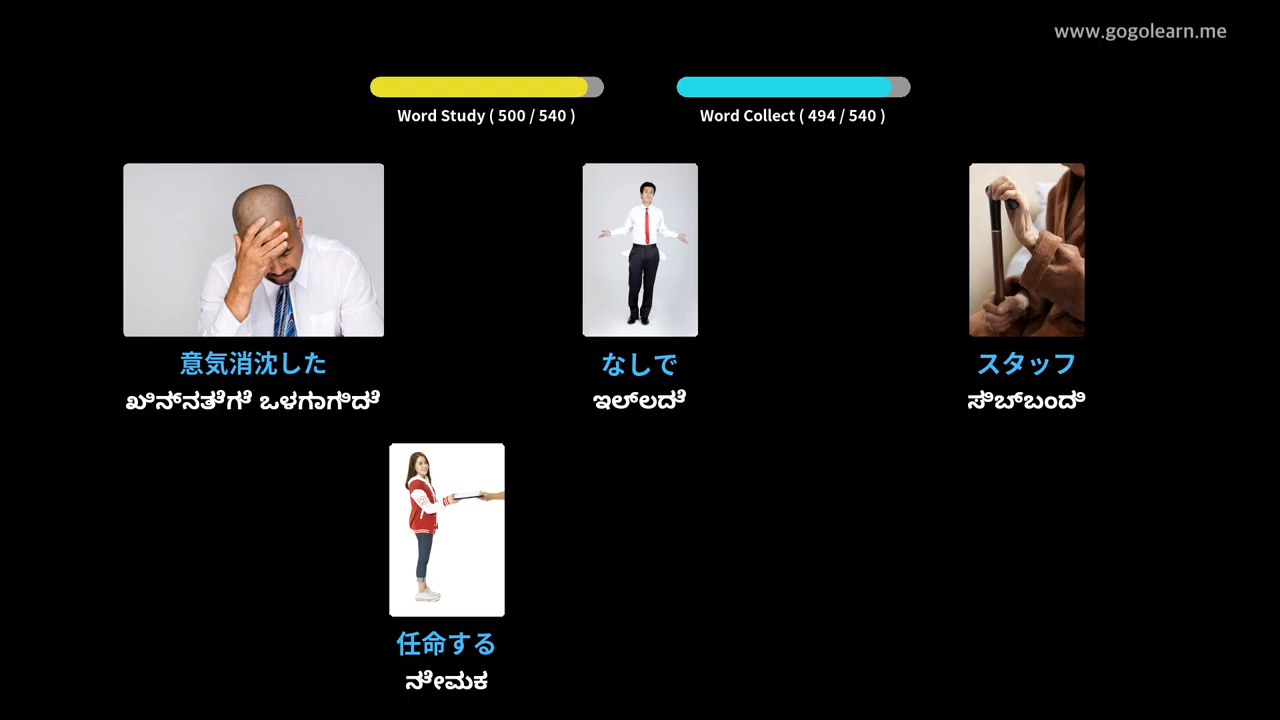 www.gogolearn.me
Word Study ( 500 / 540 )
Word Collect ( 494 / 540 )
意気消沈した
ಖಿನ್ನತೆಗೆ ಒಳಗಾಗಿದೆ
なしで
ಇಲ್ಲದೆ
スタッフ
ಸಿಬ್ಬಂದಿ
任命する
ನೇಮಕ